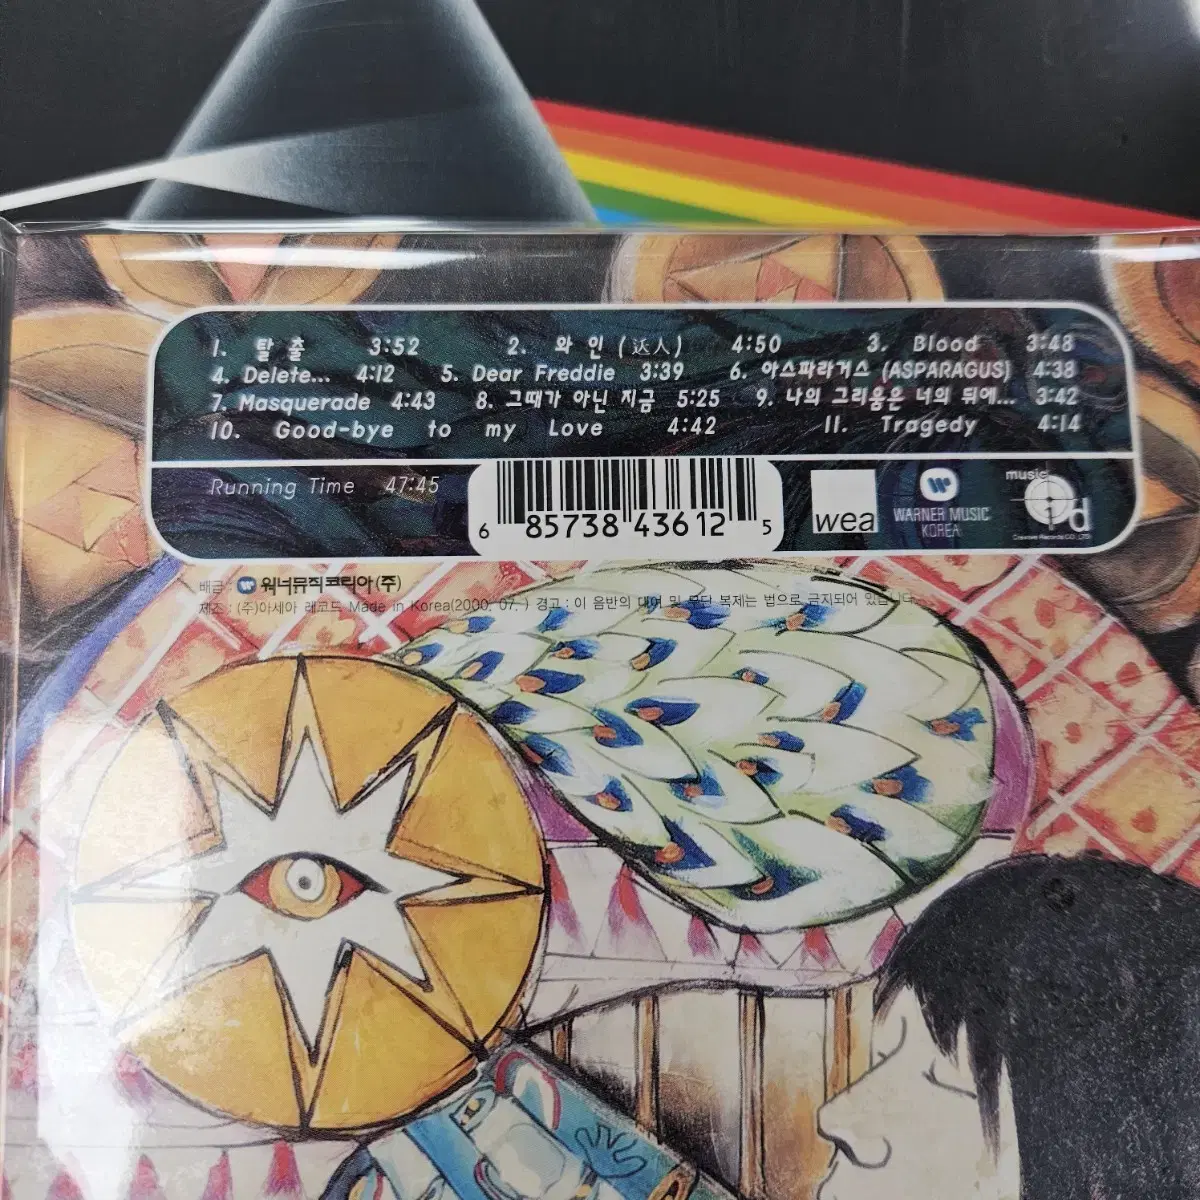 1. 탈 출 3:52 2. 와 인 (达人) 4:50 3. Blood 3:48
4. Delete... 4:12 5. Dear Freddie 3:39 6. 아스파라거스 (ASPARAGUS) 4:38
7. Masquerade 4:43 8. 그때가 아닌 지금 5:25 9. 나의 그리움은 너의 뒤에... 3:42
10. Good-bye to my Love 4:42 11. Tragedy 4:14
Running Time 47:45
6 85738 43612 5
wea
WARNER MUSIC
KOREA
music
id
Creative Records CO., LTD
배급 : 워너뮤직코리아(주)
제조 : (주)아세아 레코드 Made in Korea(2000. 07. ) 경고 : 이 음반의 대여 및 무단 복제는 법으로 금지되어 있습니다.